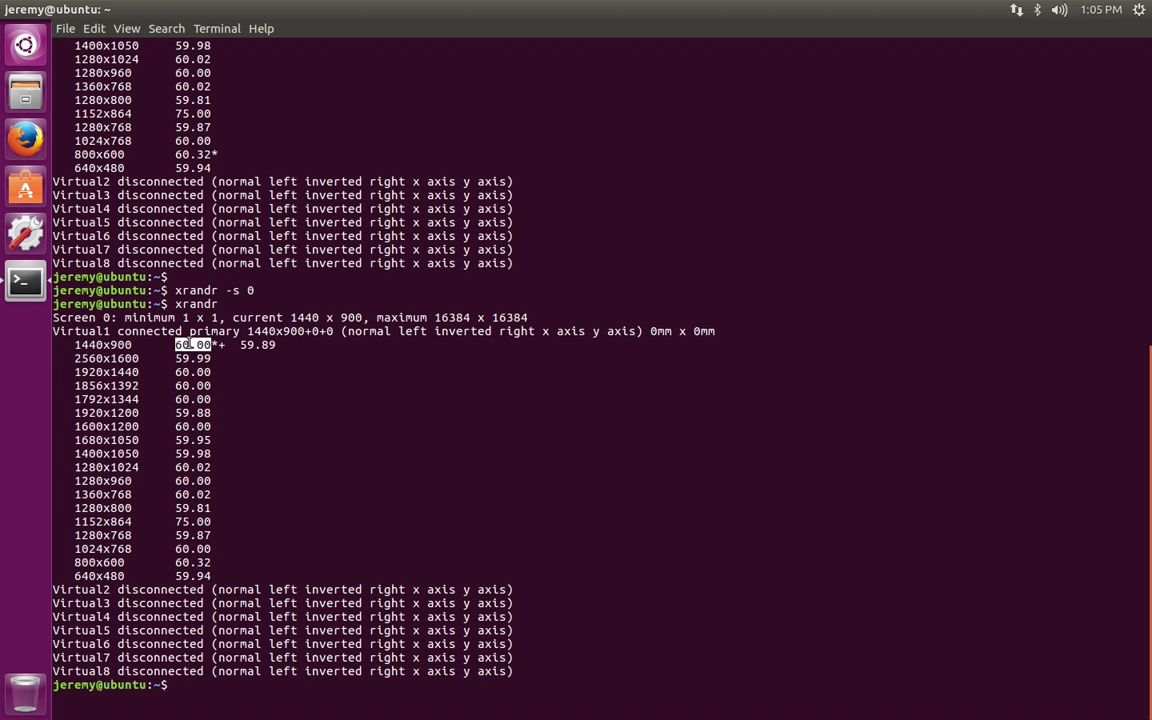 jeremy@ubuntu: ~ 1:05 PM
File Edit View Search Terminal Help
1400x1050 59.98
1280x1024 60.02
1280x960 60.00
1360x768 60.02
1280x800 59.81
1152x864 75.00
1280x768 59.87
1024x768 60.00
800x600 60.32*
640x480 59.94
Virtual2 disconnected (normal left inverted right x axis y axis)
Virtual3 disconnected (normal left inverted right x axis y axis)
Virtual4 disconnected (normal left inverted right x axis y axis)
Virtual5 disconnected (normal left inverted right x axis y axis)
Virtual6 disconnected (normal left inverted right x axis y axis)
Virtual7 disconnected (normal left inverted right x axis y axis)
Virtual8 disconnected (normal left inverted right x axis y axis)
jeremy@ubuntu:~$
jeremy@ubuntu:~$ xrandr -s 0
jeremy@ubuntu:~$ xrandr
Screen 0: minimum 1 x 1, current 1440 x 900, maximum 16384 x 16384
Virtual1 connected primary 1440x900+0+0 (normal left inverted right x axis y axis) 0mm x 0mm
1440x900 60.00*+ 59.89
2560x1600 59.99
1920x1440 60.00
1856x1392 60.00
1792x1344 60.00
1920x1200 59.88
1600x1200 60.00
1680x1050 59.95
1400x1050 59.98
1280x1024 60.02
1280x960 60.00
1360x768 60.02
1280x800 59.81
1152x864 75.00
1280x768 59.87
1024x768 60.00
800x600 60.32
640x480 59.94
Virtual2 disconnected (normal left inverted right x axis y axis)
Virtual3 disconnected (normal left inverted right x axis y axis)
Virtual4 disconnected (normal left inverted right x axis y axis)
Virtual5 disconnected (normal left inverted right x axis y axis)
Virtual6 disconnected (normal left inverted right x axis y axis)
Virtual7 disconnected (normal left inverted right x axis y axis)
Virtual8 disconnected (normal left inverted right x axis y axis)
jeremy@ubuntu:~$